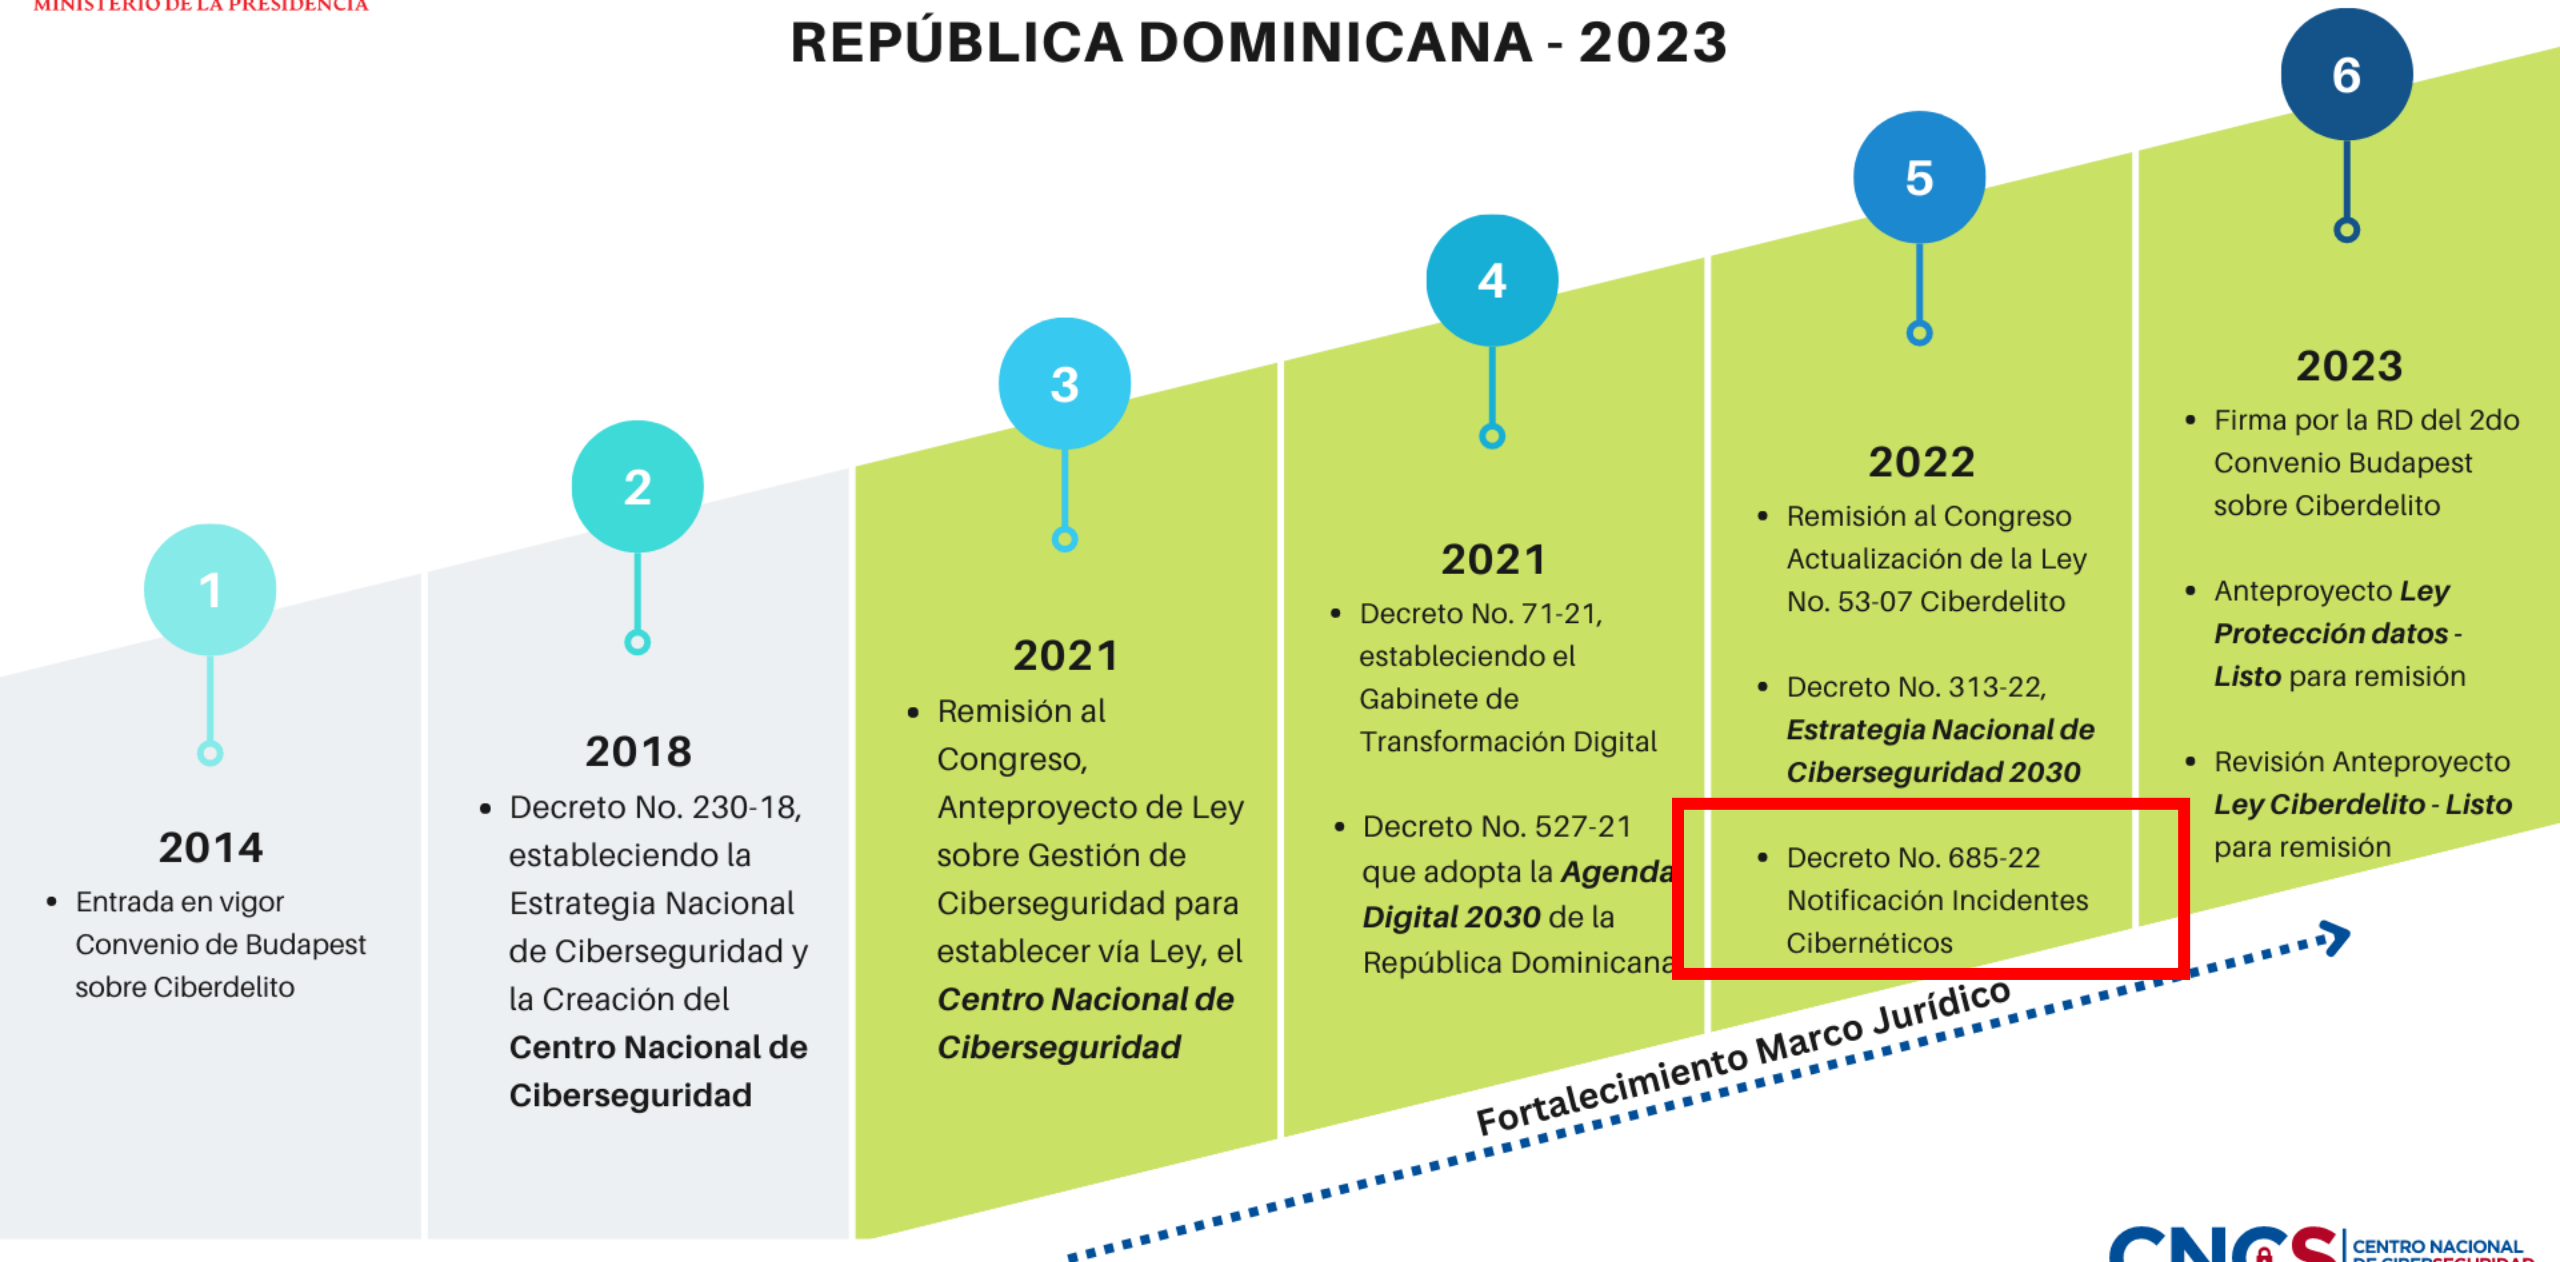 MINISTERIO DE LA PRESIDENCIA
REPÚBLICA DOMINICANA - 2023
1
2014
• Entrada en vigor
Convenio de Budapest
sobre Ciberdelito
2
2018
• Decreto No. 230-18,
estableciendo la
Estrategia Nacional
de Ciberseguridad y
la Creación del
Centro Nacional de
Ciberseguridad
3
2021
• Remisión al
Congreso,
Anteproyecto de Ley
sobre Gestión de
Ciberseguridad para
establecer vía Ley, el
Centro Nacional de
Ciberseguridad
4
2021
• Decreto No. 71-21,
estableciendo el
Gabinete de
Transformación Digital
• Decreto No. 527-21
que adopta la Agenda
Digital 2030 de la
República Dominicana
5
2022
• Remisión al Congreso
Actualización de la Ley
No. 53-07 Ciberdelito
• Decreto No. 313-22,
Estrategia Nacional de
Ciberseguridad 2030
• Decreto No. 685-22
Notificación Incidentes
Cibernéticos
6
2023
• Firma por la RD del 2do
Convenio Budapest
sobre Ciberdelito
• Anteproyecto Ley
Protección datos -
Listo para remisión
• Revisión Anteproyecto
Ley Ciberdelito - Listo
para remisión
Fortalecimiento Marco Jurídico
CNCS
CENTRO NACIONAL
DE CIBERSEGURIDAD